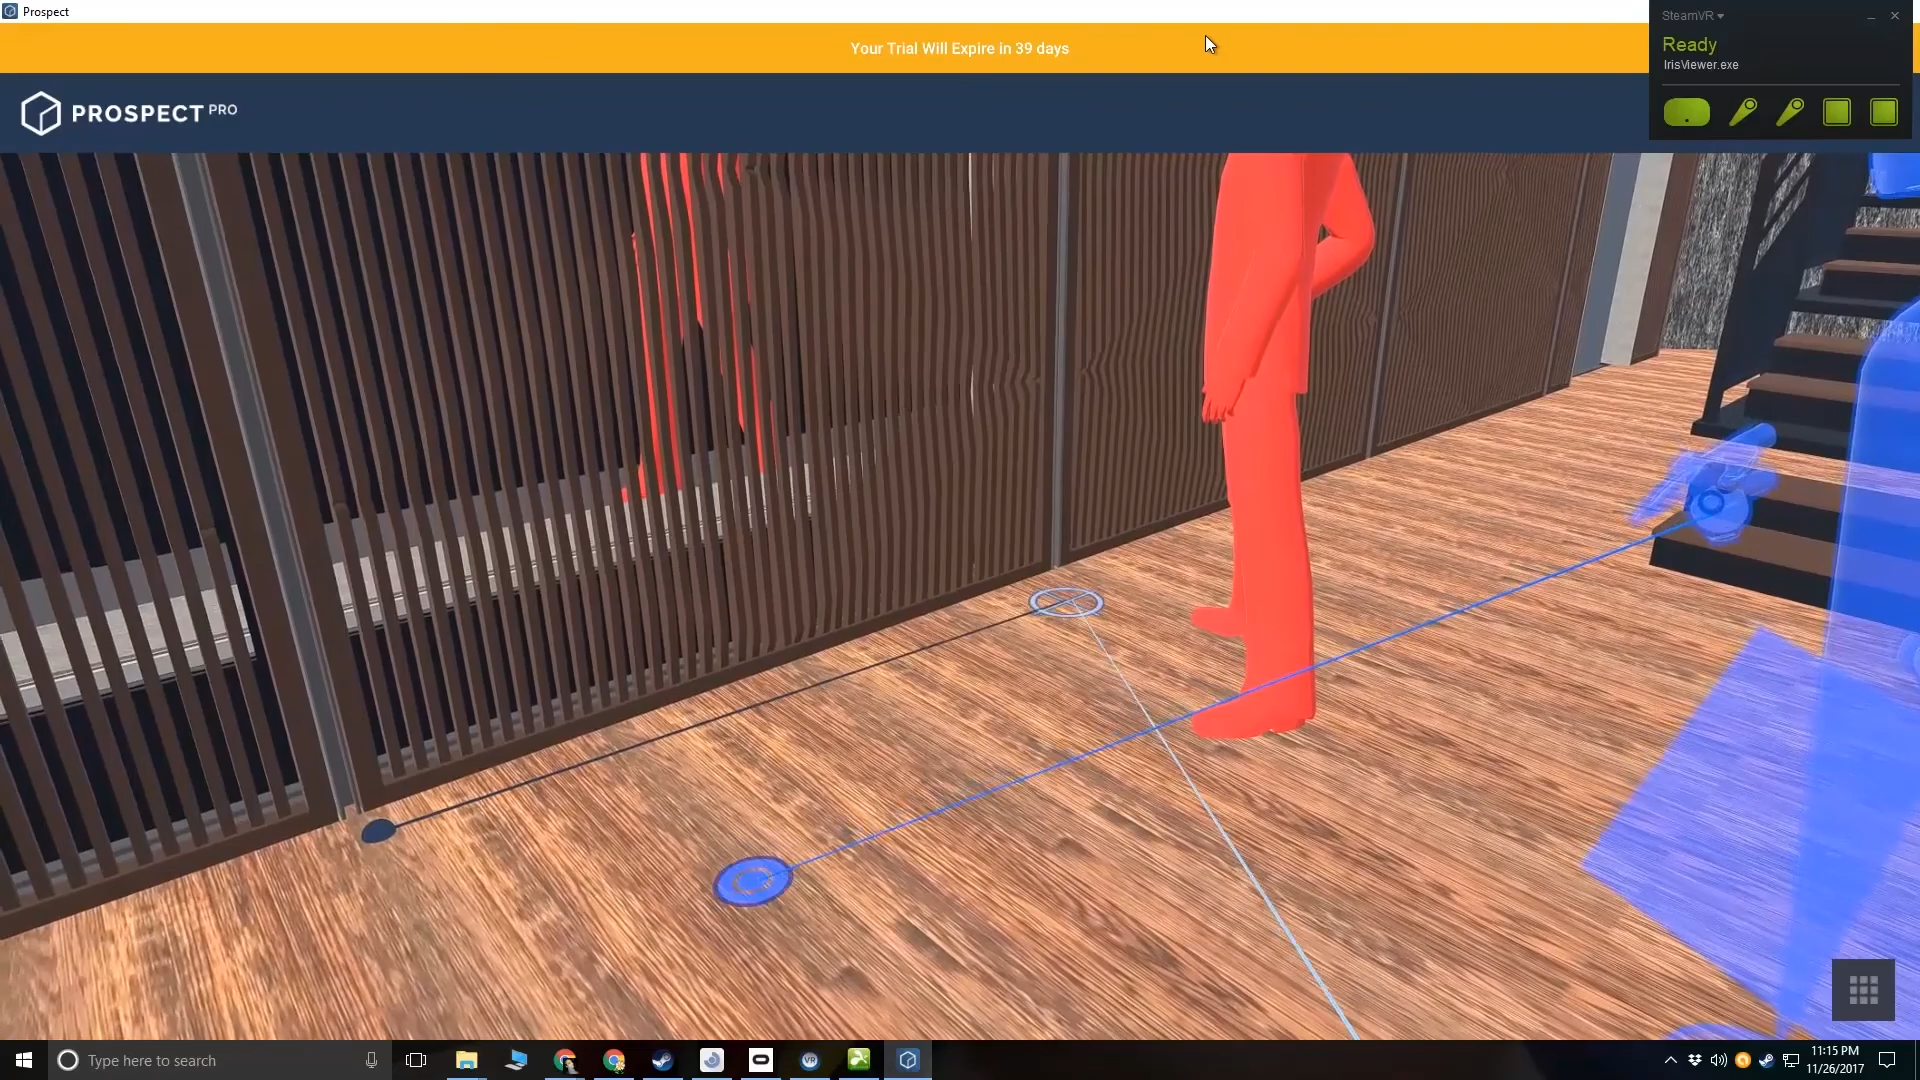 Prospect
Your Trial Will Expire in 39 days
SteamVR
Ready
IrisViewer.exe
PROSPECT PRO
Type here to search
VR
11:15 PM
11/26/2017